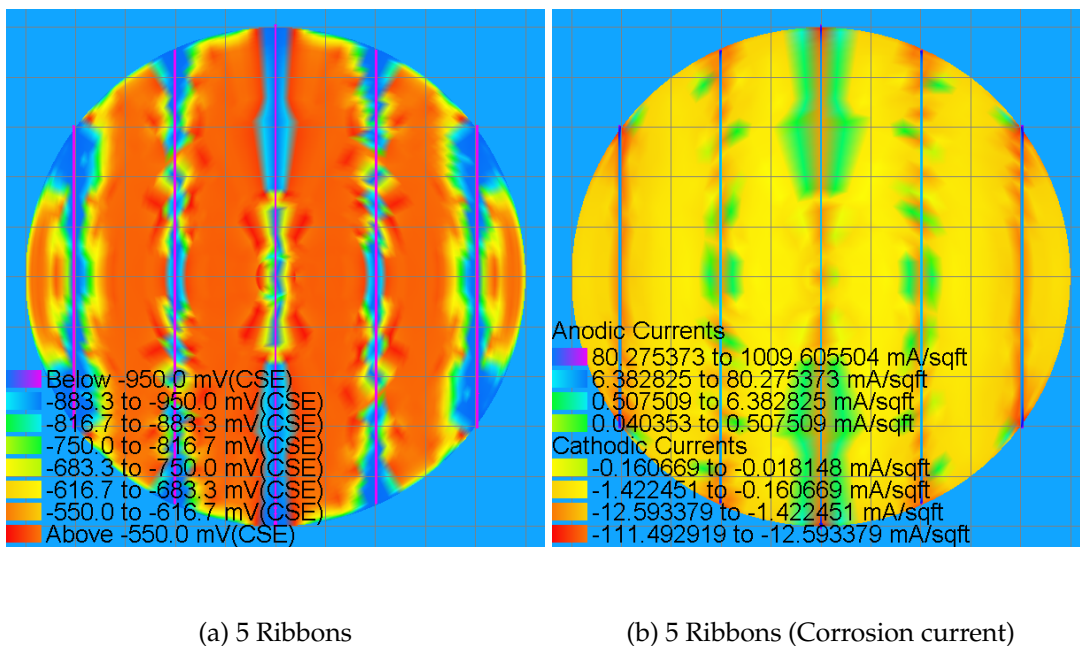 Below -950.0 mV(CSE)
-883.3 to -950.0 mV(CSE)
-816.7 to -883.3 mV(CSE)
-750.0 to -816.7 mV(CSE)
-683.3 to -750.0 mV(CSE)
-616.7 to -683.3 mV(CSE)
-550.0 to -616.7 mV(CSE)
Above -550.0 mV(CSE)
Anodic Currents
80.275373 to 1009.605504 mA/sqft
6.382825 to 80.275373 mA/sqft
0.507509 to 6.382825 mA/sqft
0.040353 to 0.507509 mA/sqft
Cathodic Currents
-0.160669 to -0.018148 mA/sqft
-1.422451 to -0.160669 mA/sqft
-12.593379 to -1.422451 mA/sqft
-111.492919 to -12.593379 mA/sqft
(a) 5 Ribbons
(b) 5 Ribbons (Corrosion current)